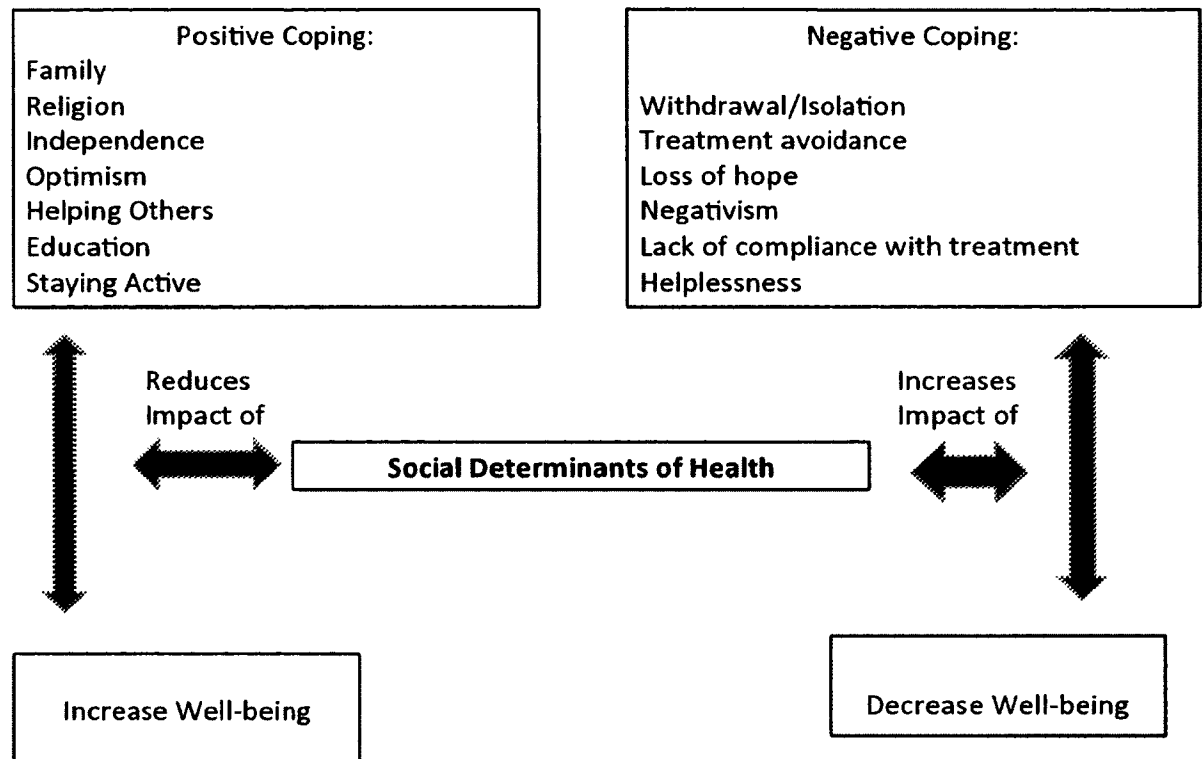 Positive Coping:
Family
Religion
Independence
Optimism
Helping Others
Education
Staying Active
Negative Coping:
Withdrawal/Isolation
Treatment avoidance
Loss of hope
Negativism
Lack of compliance with treatment
Helplessness
Reduces
Impact of
Increases
Impact of
Social Determinants of Health
Increase Well-being
Decrease Well-being